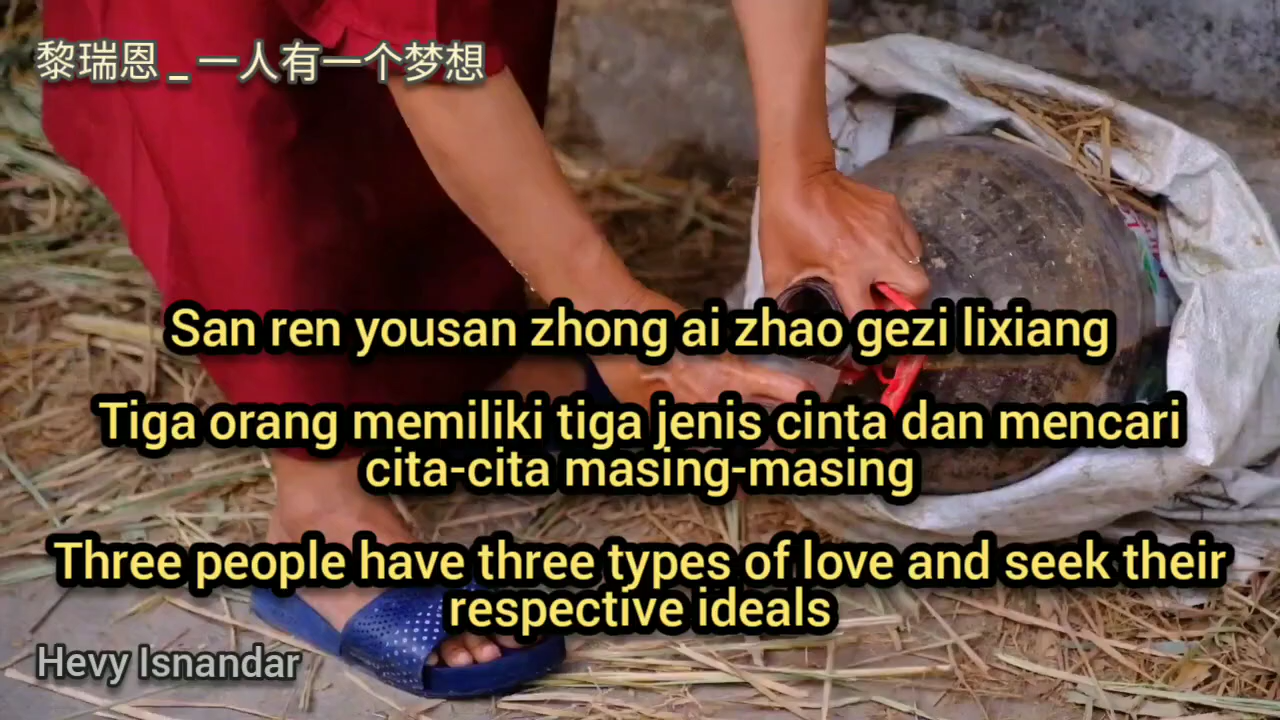 黎瑞恩 _ 一人有一个梦想
San ren yousan zhong ai zhao gezi lixiang
Tiga orang memiliki tiga jenis cinta dan mencari
cita-cita masing-masing
Three people have three types of love and seek their
respective ideals
Hevy Isnandar